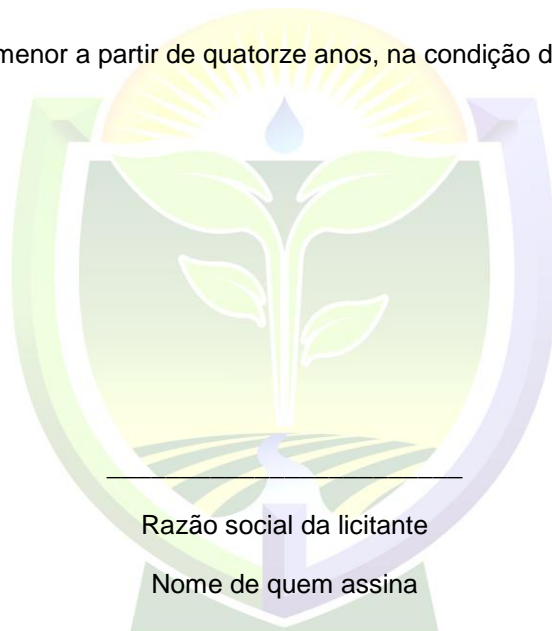 menor a partir de quatorze anos, na condição d
Razão social da licitante
Nome de quem assina